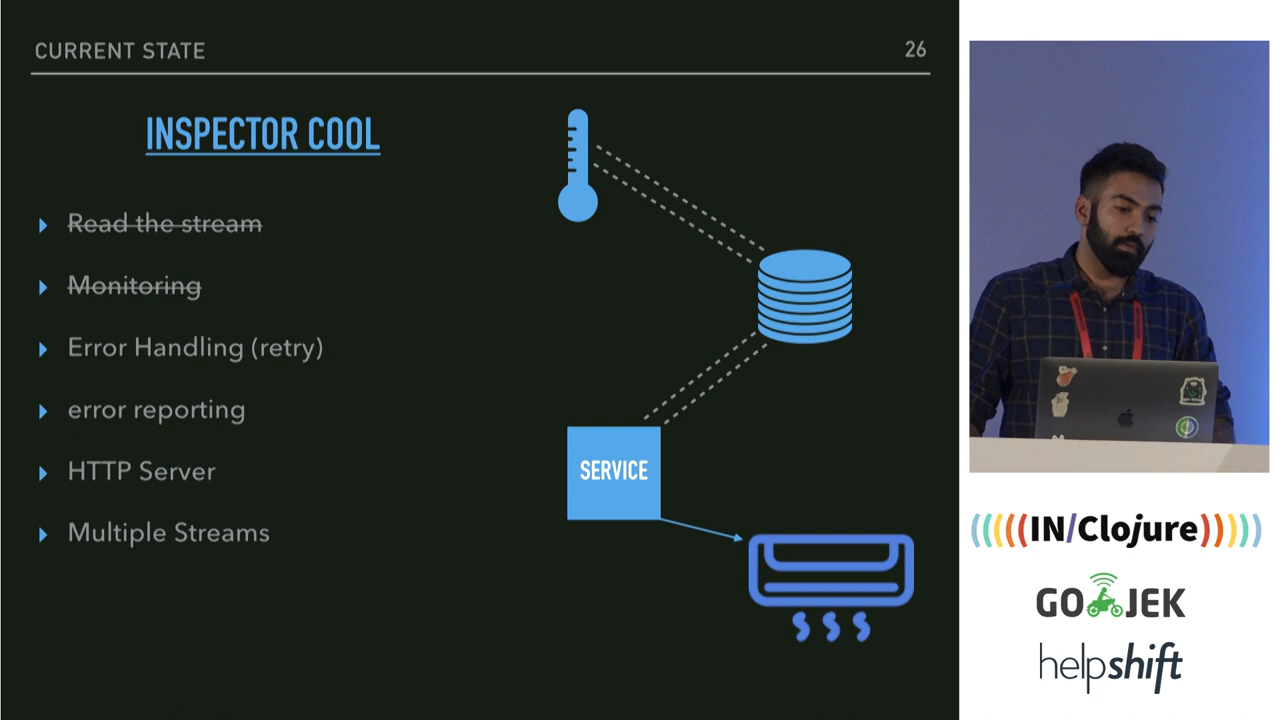 CURRENT STATE
26
INSPECTOR COOL
Read the stream
Monitoring
Error Handling (retry)
error reporting
HTTP Server
Multiple Streams
SERVICE
(((((IN/Clojure)))))
GOJEK
helpshift